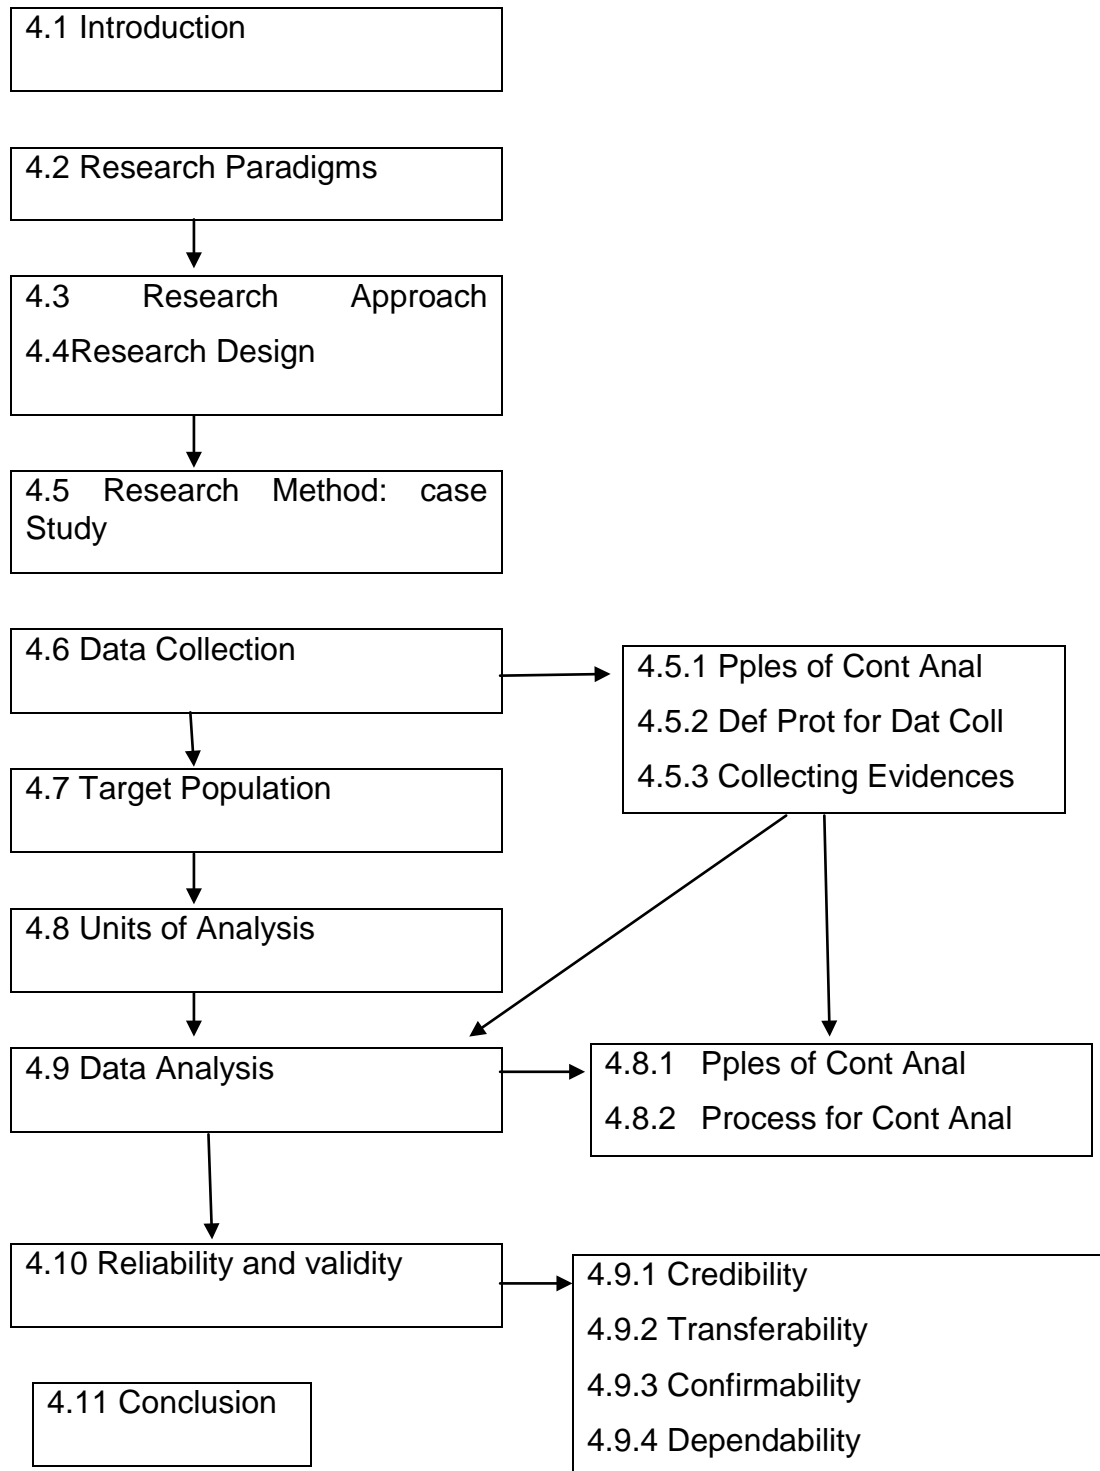 4.1 Introduction
4.2 Research Paradigms
4.3 Research Approach
4.4Research Design
4.5 Research Method: case
Study
4.6 Data Collection
4.5.1 Pples of Cont Anal
4.5.2 Def Prot for Dat Coll
4.5.3 Collecting Evidences
4.7 Target Population
4.8 Units of Analysis
4.9 Data Analysis
4.8.1 Pples of Cont Anal
4.8.2 Process for Cont Anal
4.10 Reliability and validity
4.9.1 Credibility
4.9.2 Transferability
4.9.3 Confirmability
4.9.4 Dependability
4.11 Conclusion